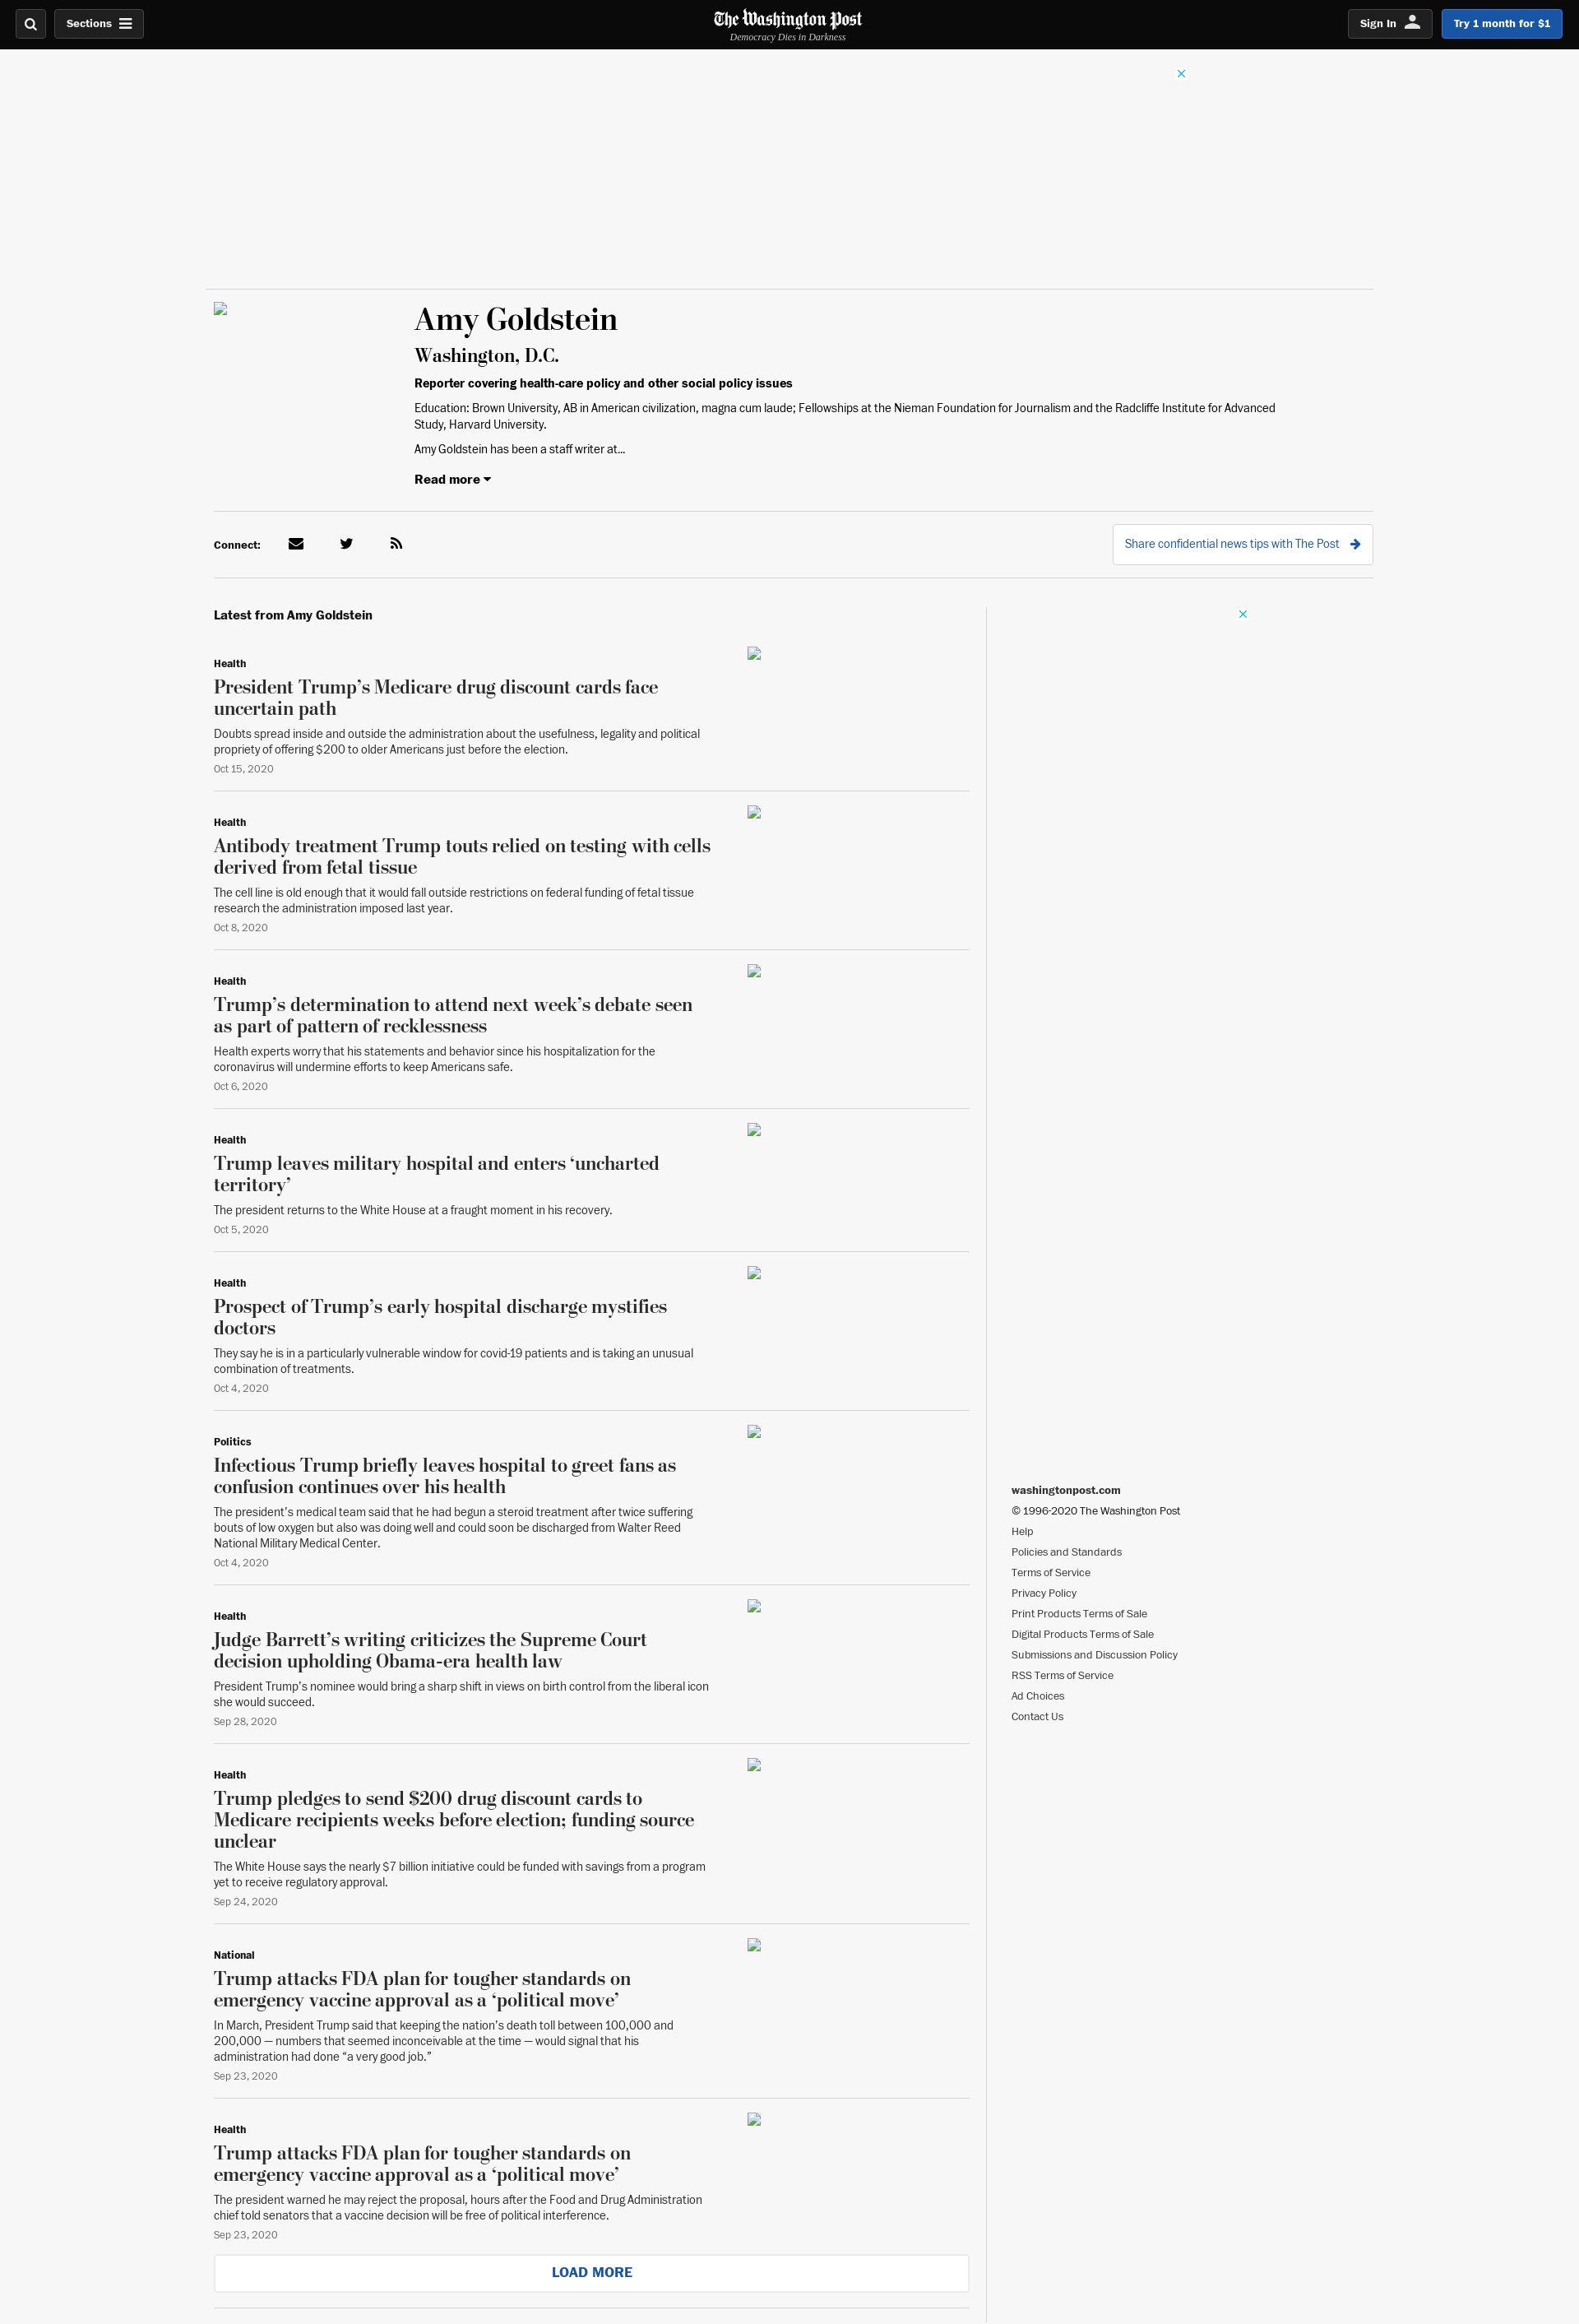 Sections
The Washington Post
Democracy Dies in Darkness
Sign In
Try 1 month for $1
Amy Goldstein
Washington, D.C.
Reporter covering health-care policy and other social policy issues
Education: Brown University, AB in American civilization, magna cum laude; Fellowships at the Nieman Foundation for Journalism and the Radcliffe Institute for Advanced
Study, Harvard University.
Amy Goldstein has been a staff writer at...
Read more
Connect:
Share confidential news tips with The Post
Latest from Amy Goldstein
Health
President Trump’s Medicare drug discount cards face
uncertain path
Doubts spread inside and outside the administration about the usefulness, legality and political
propriety of offering $200 to older Americans just before the election.
Oct 15, 2020
Health
Antibody treatment Trump touts relied on testing with cells
derived from fetal tissue
The cell line is old enough that it would fall outside restrictions on federal funding of fetal tissue
research the administration imposed last year.
Oct 8, 2020
Health
Trump’s determination to attend next week’s debate seen
as part of pattern of recklessness
Health experts worry that his statements and behavior since his hospitalization for the
coronavirus will undermine efforts to keep Americans safe.
Oct 6, 2020
Health
Trump leaves military hospital and enters ‘uncharted
territory’
The president returns to the White House at a fraught moment in his recovery.
Oct 5, 2020
Health
Prospect of Trump’s early hospital discharge mystifies
doctors
They say he is in a particularly vulnerable window for covid-19 patients and is taking an unusual
combination of treatments.
Oct 4, 2020
Politics
Infectious Trump briefly leaves hospital to greet fans as
confusion continues over his health
The president’s medical team said that he had begun a steroid treatment after twice suffering
bouts of low oxygen but also was doing well and could soon be discharged from Walter Reed
National Military Medical Center.
Oct 4, 2020
Health
Judge Barrett’s writing criticizes the Supreme Court
decision upholding Obama-era health law
President Trump’s nominee would bring a sharp shift in views on birth control from the liberal icon
she would succeed.
Sep 28, 2020
Health
Trump pledges to send $200 drug discount cards to
Medicare recipients weeks before election; funding source
unclear
The White House says the nearly $7 billion initiative could be funded with savings from a program
yet to receive regulatory approval.
Sep 24, 2020
National
Trump attacks FDA plan for tougher standards on
emergency vaccine approval as a ‘political move’
In March, President Trump said that keeping the nation’s death toll between 100,000 and
200,000 — numbers that seemed inconceivable at the time — would signal that his
administration had done “a very good job.”
Sep 23, 2020
Health
Trump attacks FDA plan for tougher standards on
emergency vaccine approval as a ‘political move’
The president warned he may reject the proposal, hours after the Food and Drug Administration
chief told senators that a vaccine decision will be free of political interference.
Sep 23, 2020
LOAD MORE
washingtonpost.com
© 1996-2020 The Washington Post
Help
Policies and Standards
Terms of Service
Privacy Policy
Print Products Terms of Sale
Digital Products Terms of Sale
Submissions and Discussion Policy
RSS Terms of Service
Ad Choices
Contact Us